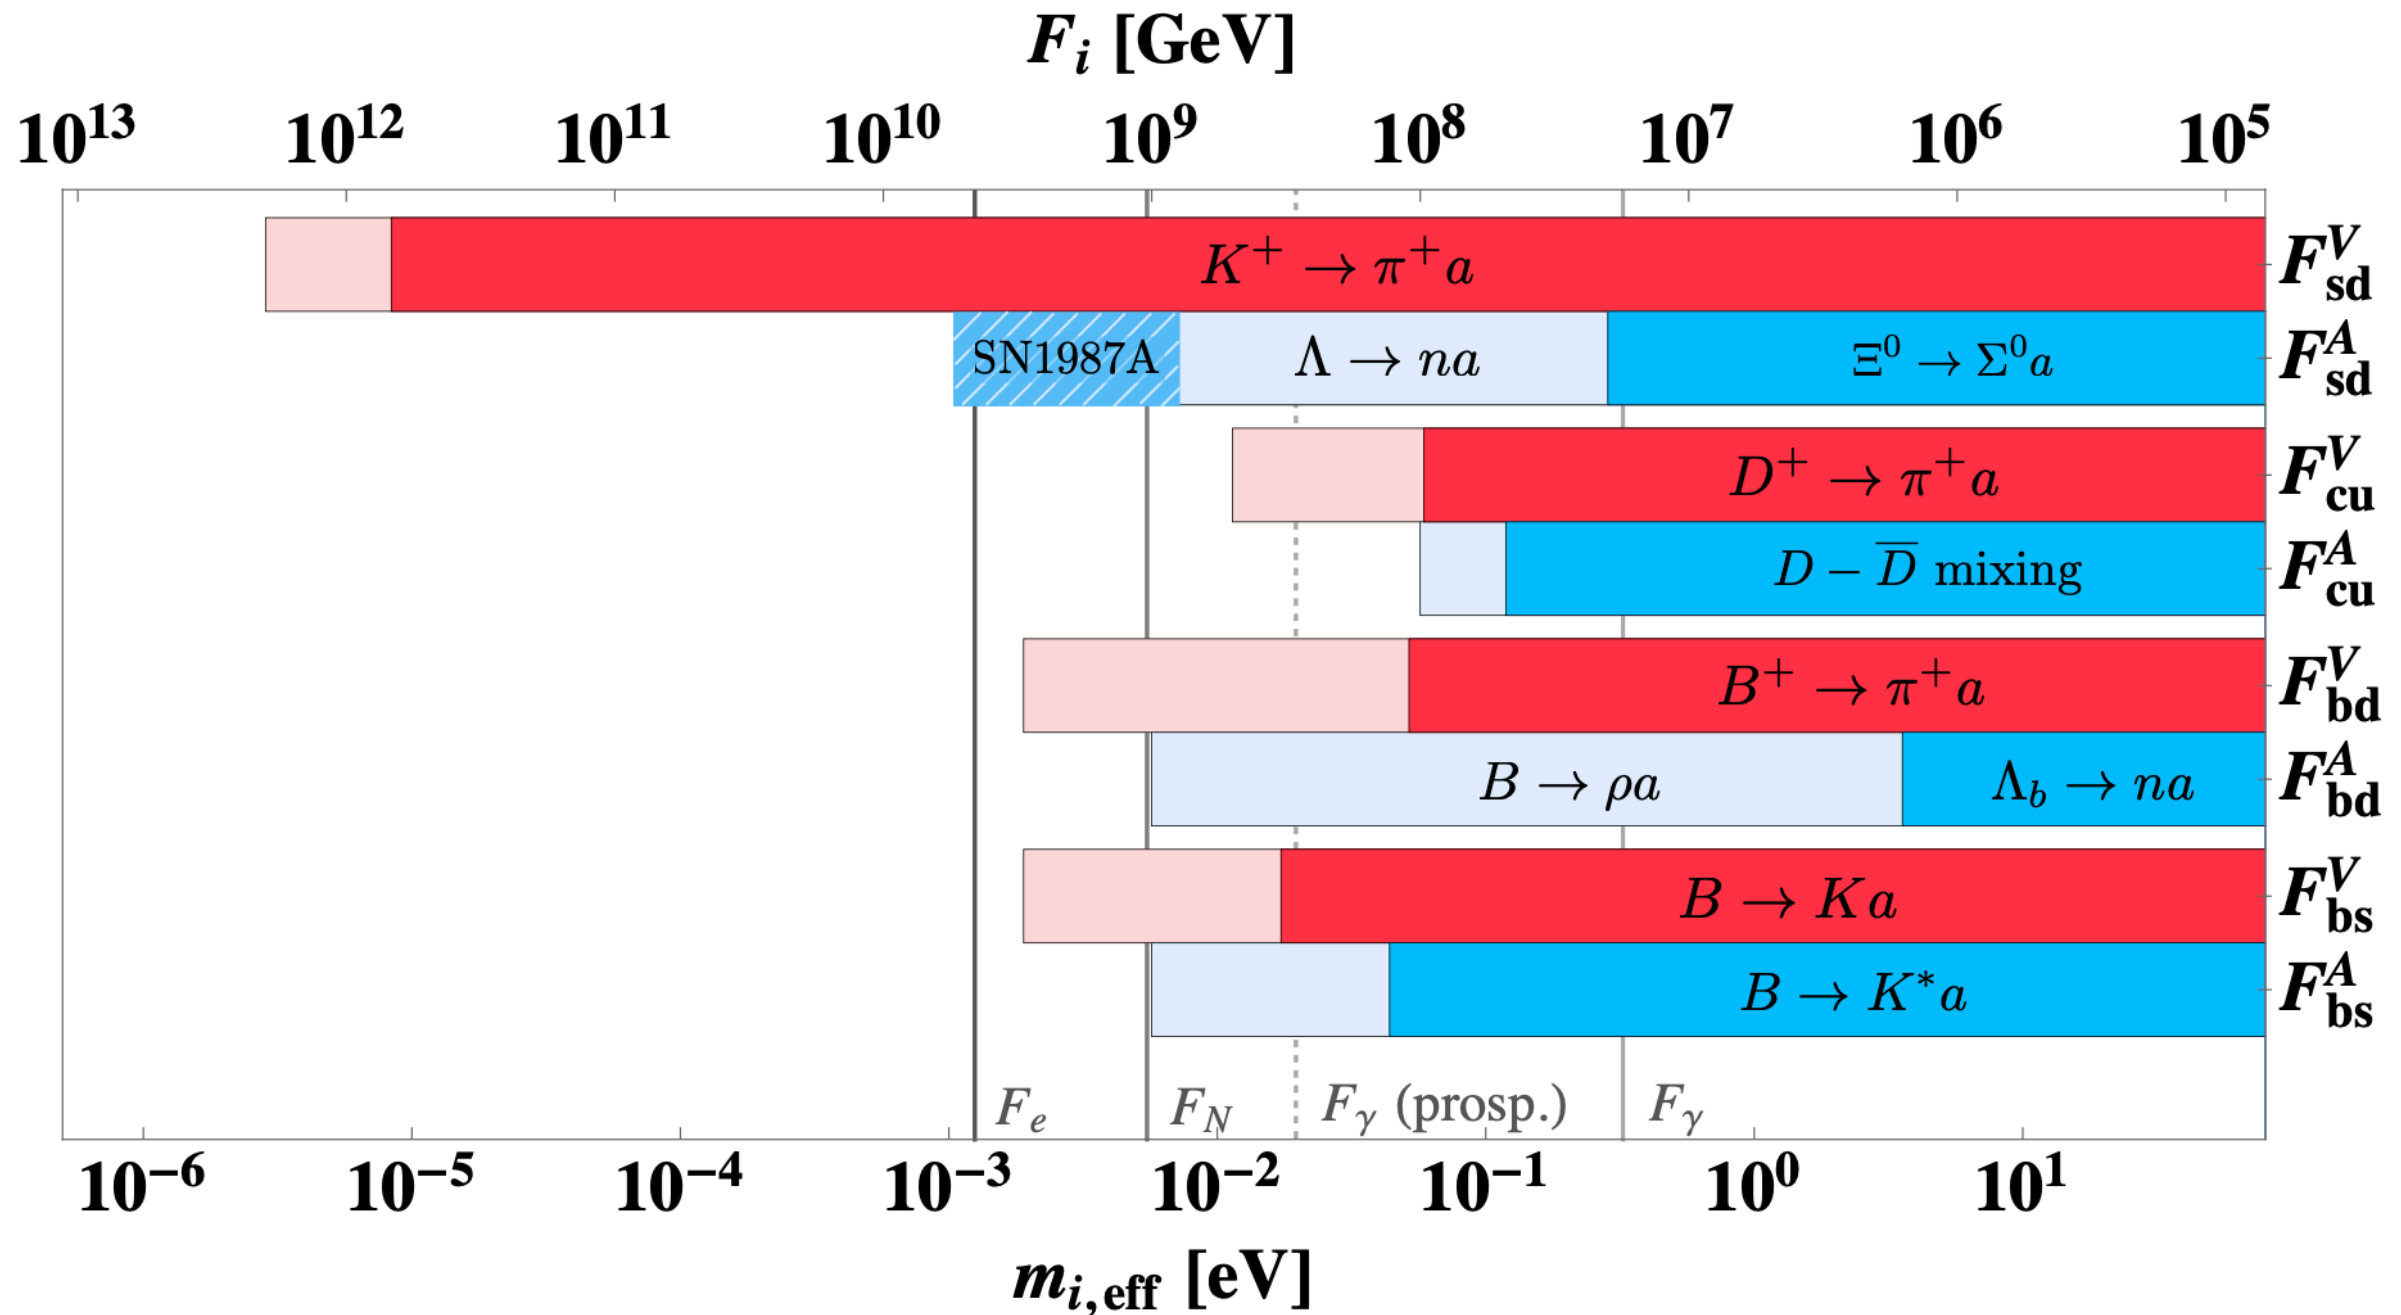 F_i [GeV]
10^13 10^12 10^11 10^10 10^9 10^8 10^7 10^6 10^5
K^+ → π^+ a F^V_sd
SN1987A Λ → na Ξ^0 → Σ^0 a F^A_sd
D^+ → π^+ a F^V_cu
D − D̅ mixing F^A_cu
B^+ → π^+ a F^V_bd
B → ρa Λ_b → na F^A_bd
B → Ka F^V_bs
B → K^* a F^A_bs
F_e F_N F_γ (prosp.) F_γ
10^−6 10^−5 10^−4 10^−3 10^−2 10^−1 10^0 10^1
m_i,eff [eV]